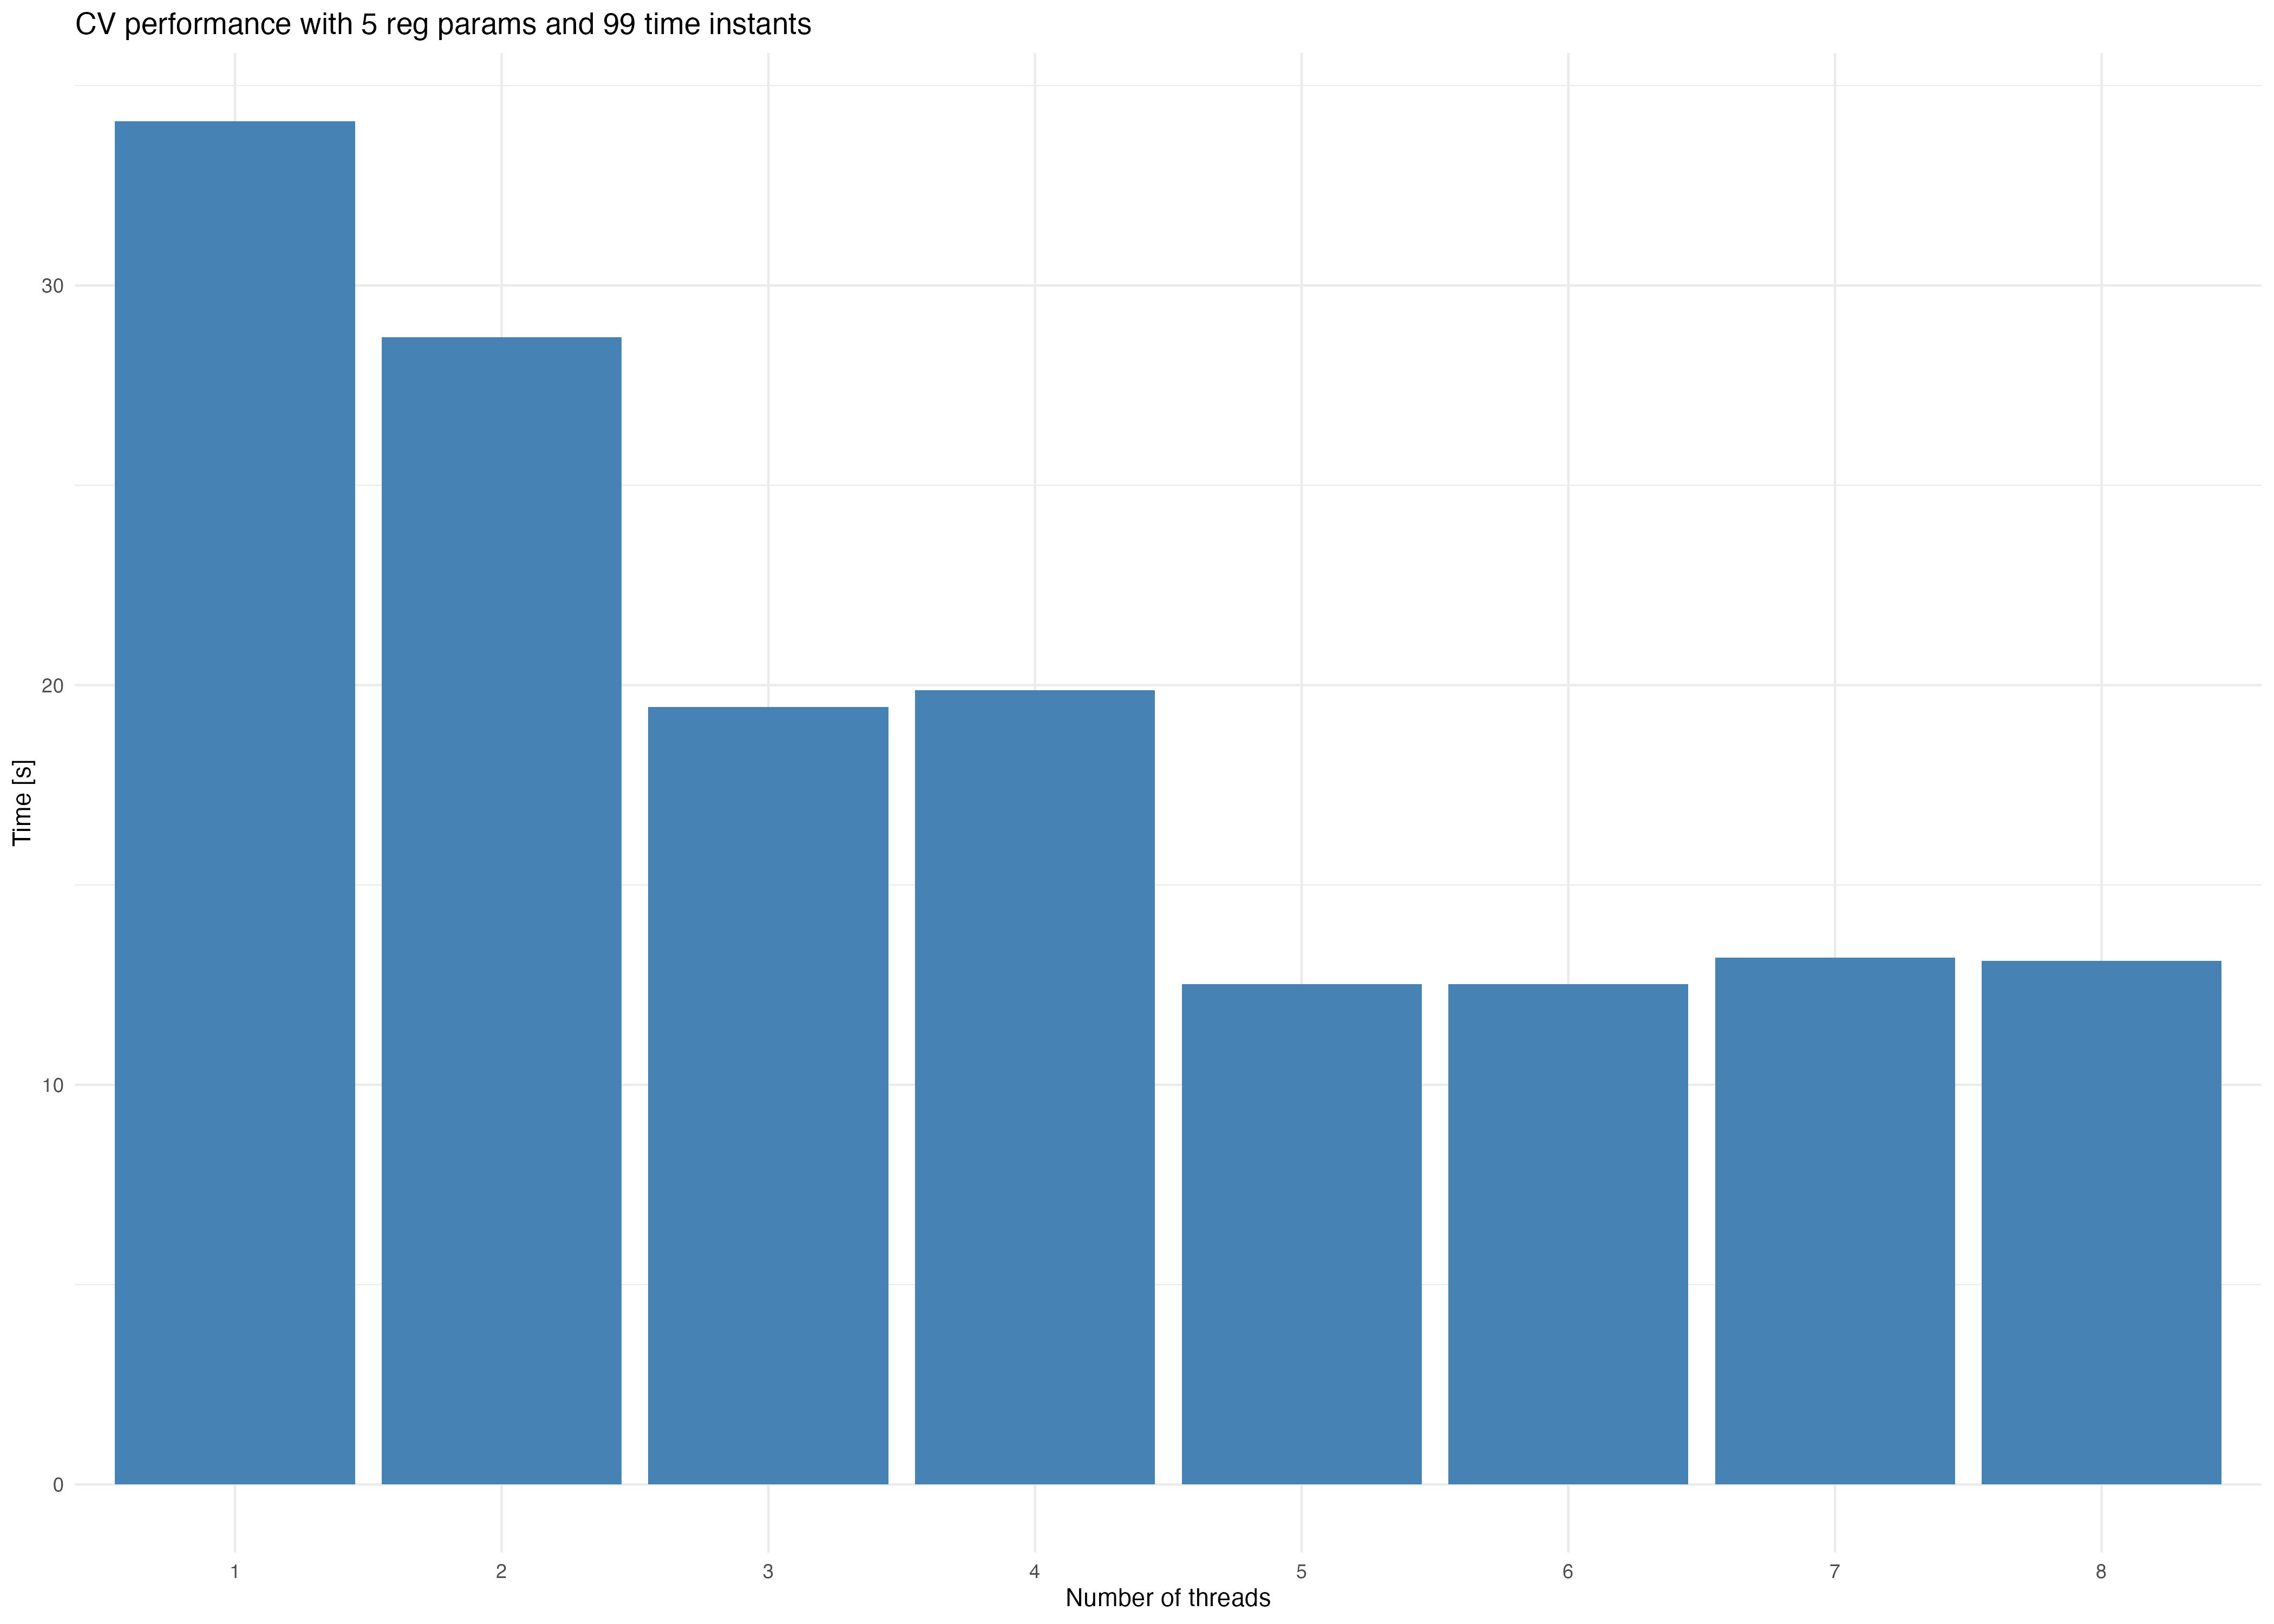 CV performance with 5 reg params and 99 time instants
30
20
10
0
Time [s]
1 2 3 4 5 6 7 8
Number of threads